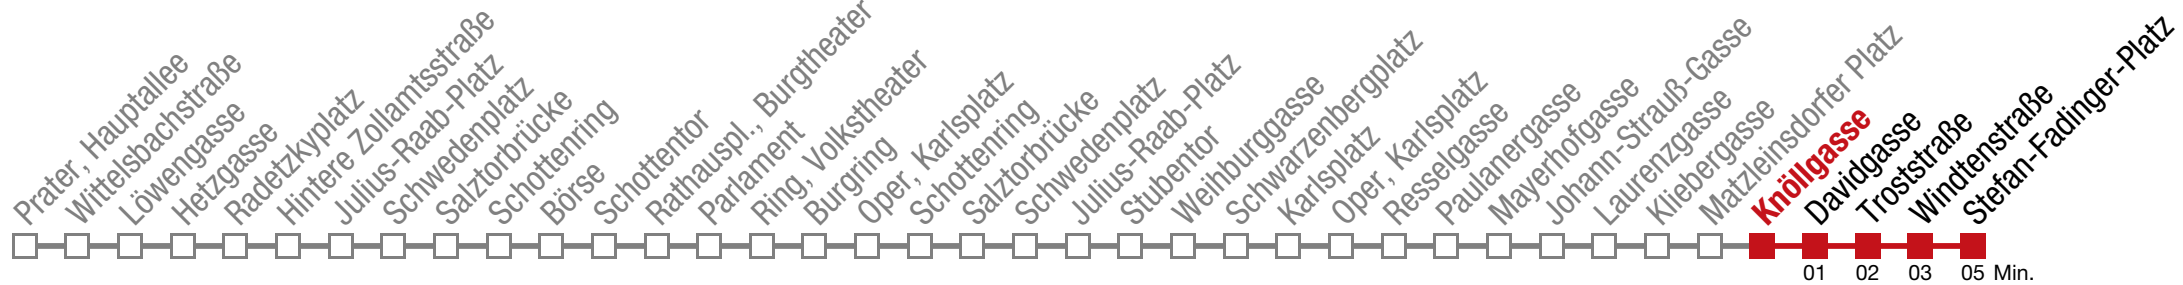 Prater, Hauptallee
Wittelsbachstraße
Löwengasse
Hetzgasse
Radetzkyplatz
Hintere Zollamtsstraße
Julius-Raab-Platz
Schwedenplatz
Salztorbrücke
Schottenring
Börse
Schottentor
Rathauspl., Burgtheater
Parlament
Ring, Volkstheater
Burgring
Oper, Karlsplatz
Schottenring
Salztorbrücke
Schwedenplatz
Julius-Raab-Platz
Stubentor
Weihburggasse
Schwarzenbergplatz
Karlsplatz
Oper, Karlsplatz
Resselgasse
Paulanergasse
Mayerhofgasse
Johann-Strauß-Gasse
Laurenzgasse
Kliebergasse
Matzleinsdorfer Platz
Knöllgasse
Davidgasse
Troststraße
Windtenstraße
Stefan-Fadinger-Platz
01 02 03 05 Min.